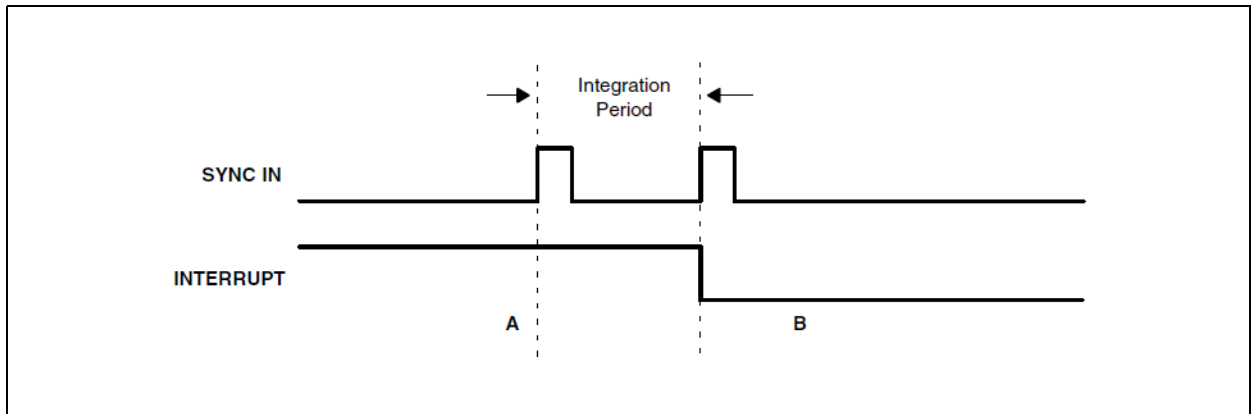 Integration
Period
SYNC IN
INTERRUPT
A
B